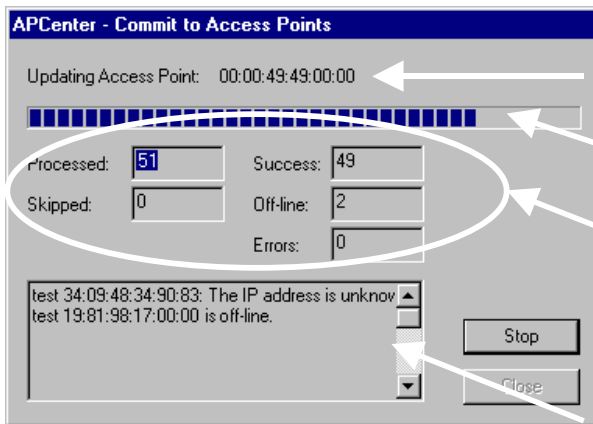 APCenter - Commit to Access Points
Updating Access Point: 00:00:49:49:00:00
Processed: 51 Success: 49
Skipped: 0 Off-line: 2
Errors: 0
test 34:09:48:34:90:83: The IP address is unknow
test 19:81:98:17:00:00 is off-line.
Stop
Close